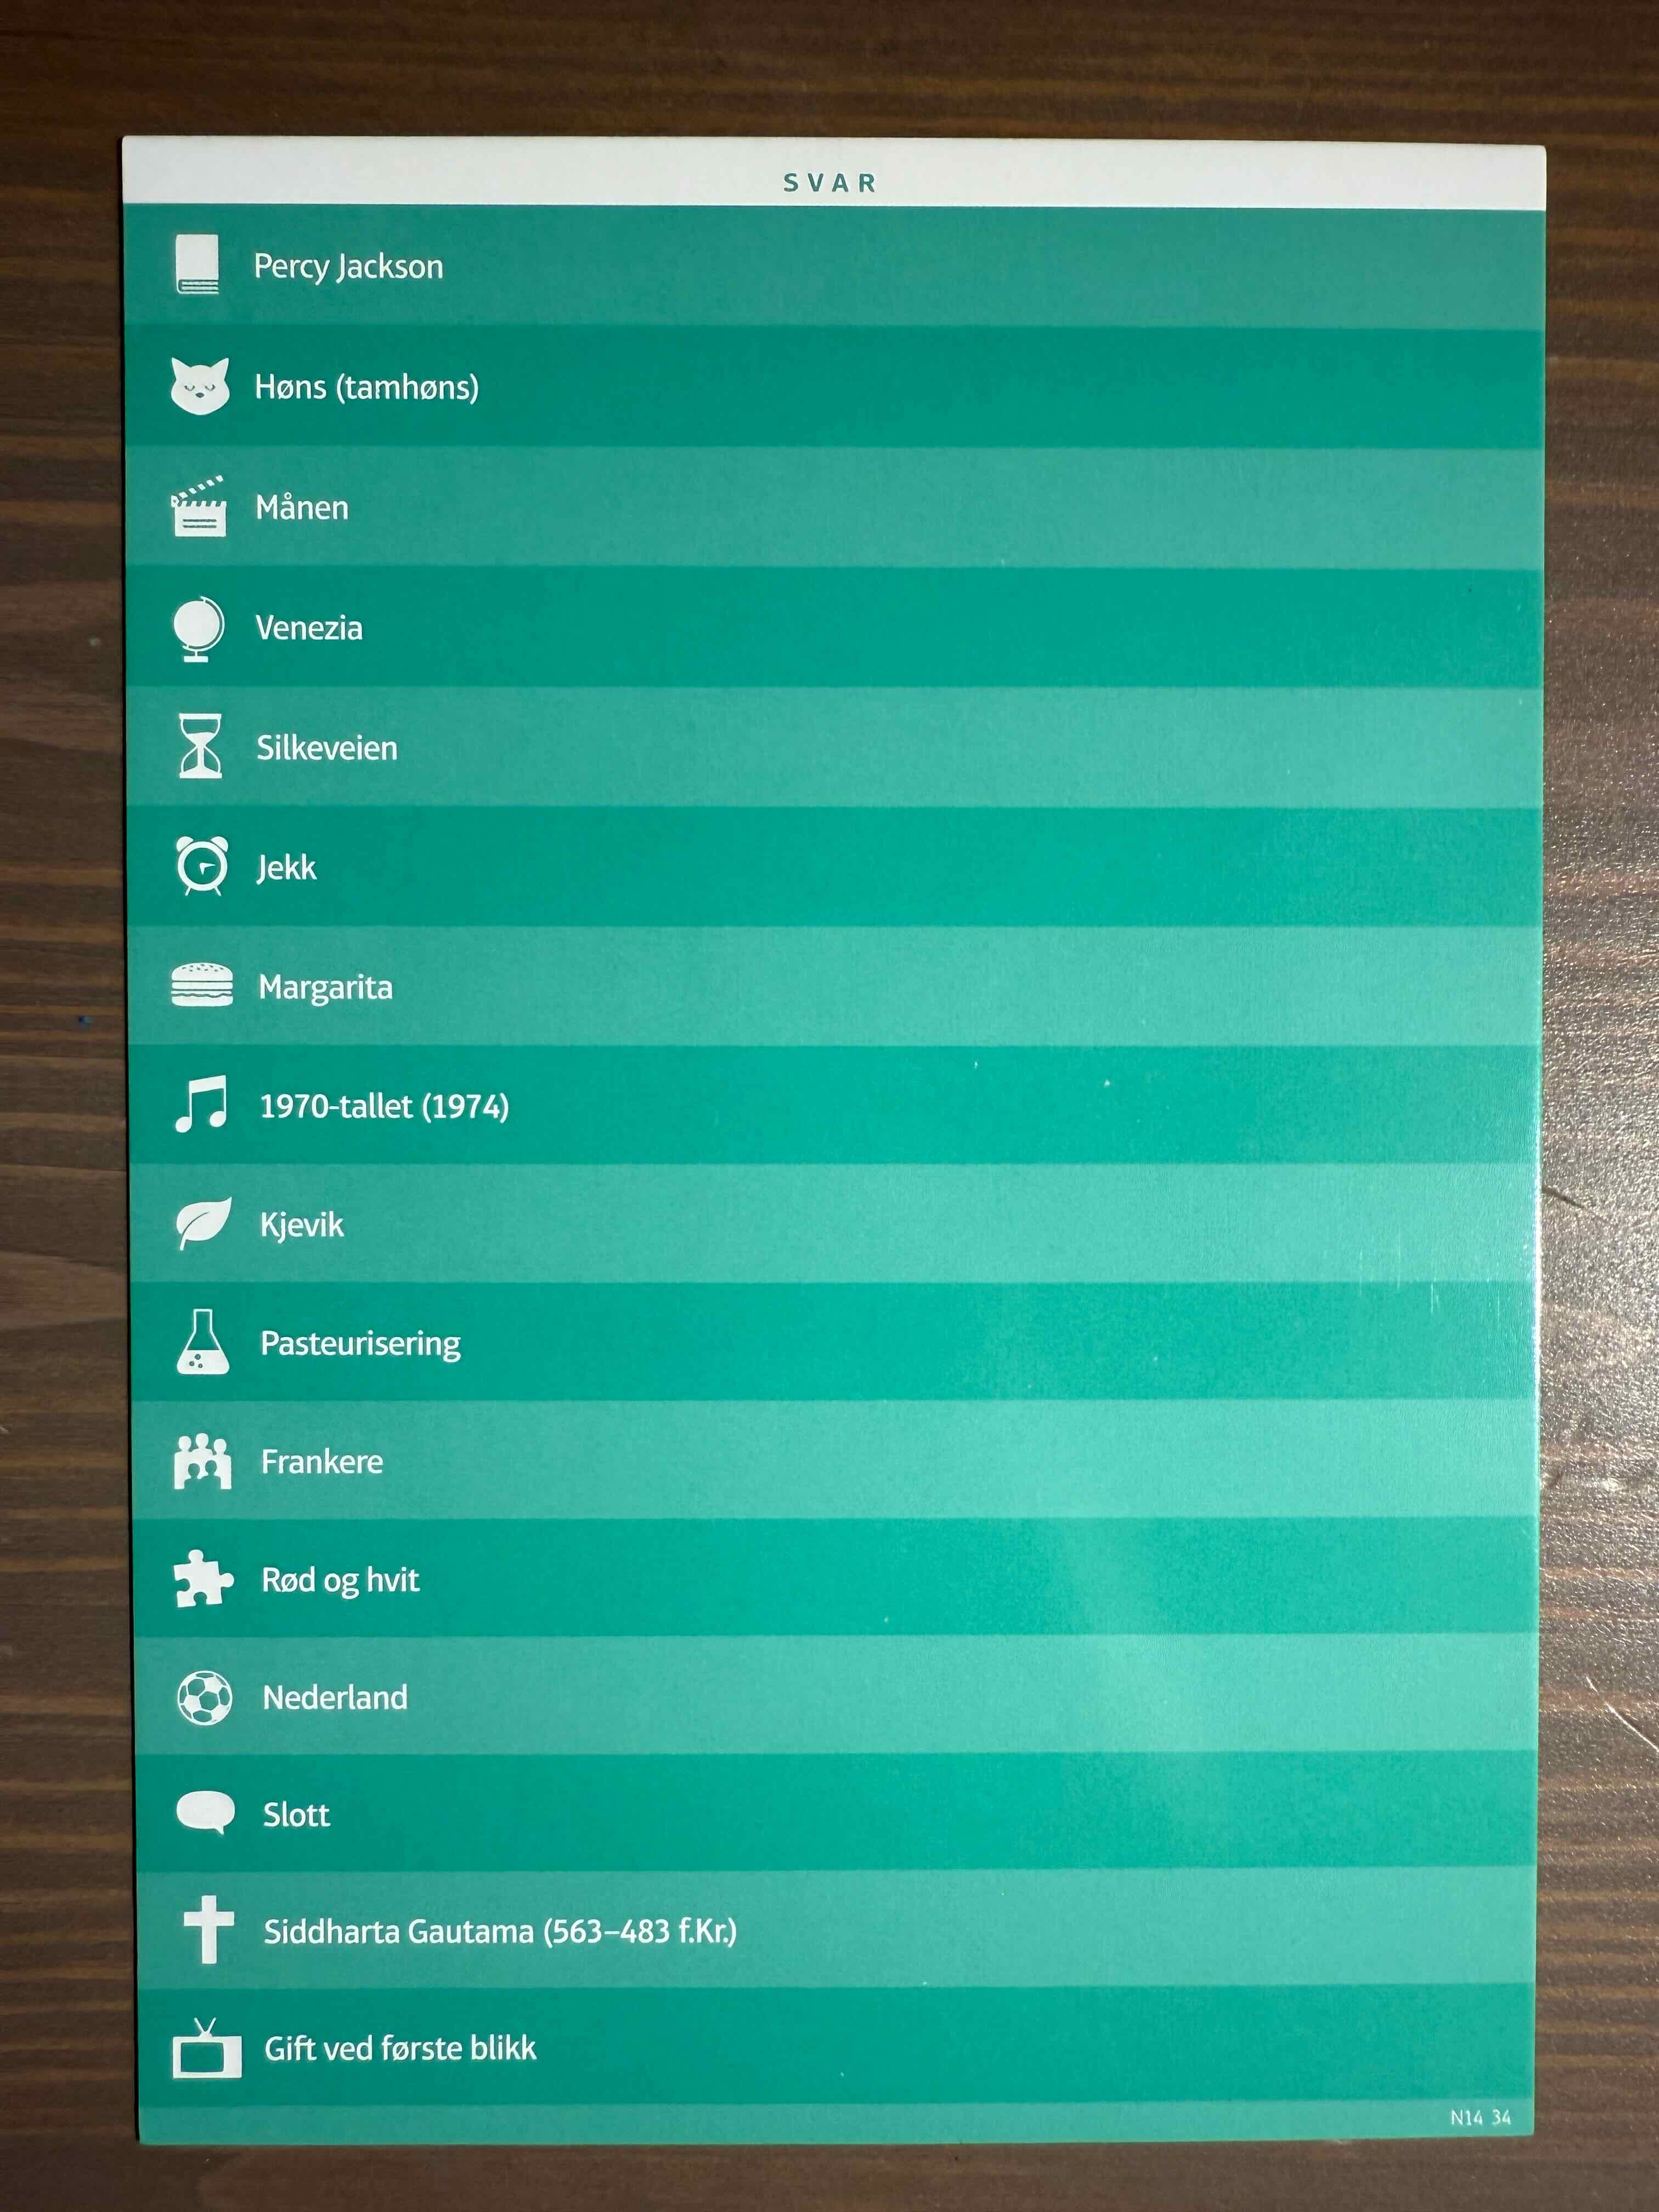 SVAR
Percy Jackson
Høns (tamhøns)
Månen
Venezia
Silkeveien
Jekk
Margarita
1970-tallet (1974)
Kjevik
Pasteurisering
Frankere
Rød og hvit
Nederland
Slott
Siddharta Gautama (563–483 f.Kr.)
Gift ved første blikk
N14 34